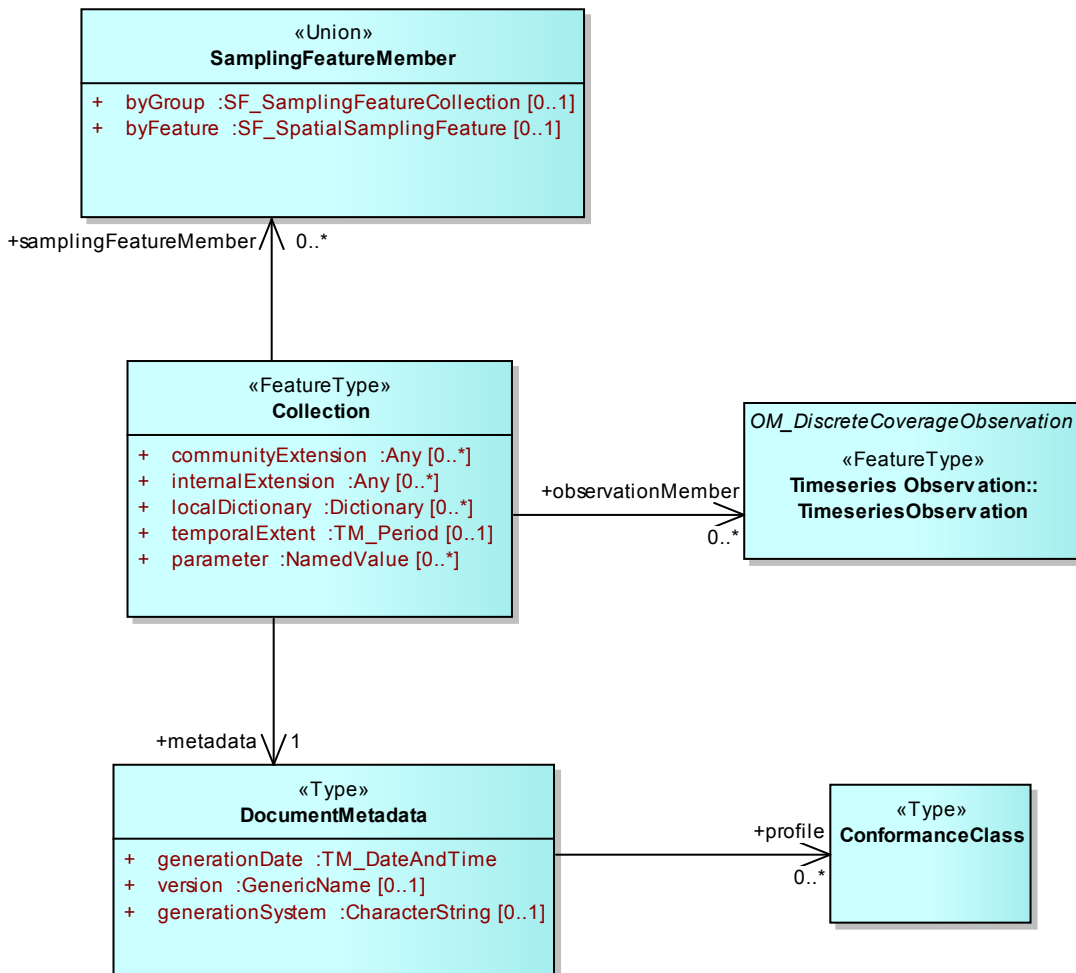 «Union»
SamplingFeatureMember
+ byGroup :SF_SamplingFeatureCollection [0..1]
+ byFeature :SF_SpatialSamplingFeature [0..1]
+samplingFeatureMember 0..*
«FeatureType»
Collection
+ communityExtension :Any [0..*]
+ internalExtension :Any [0..*]
+ localDictionary :Dictionary [0..*]
+ temporalExtent :TM_Period [0..1]
+ parameter :NamedValue [0..*]
+observationMember
0..*
OM_DiscreteCoverageObservation
«FeatureType»
Timeseries Observation::
TimeseriesObservation
+metadata 1
«Type»
DocumentMetadata
+ generationDate :TM_DateAndTime
+ version :GenericName [0..1]
+ generationSystem :CharacterString [0..1]
+profile
0..*
«Type»
ConformanceClass